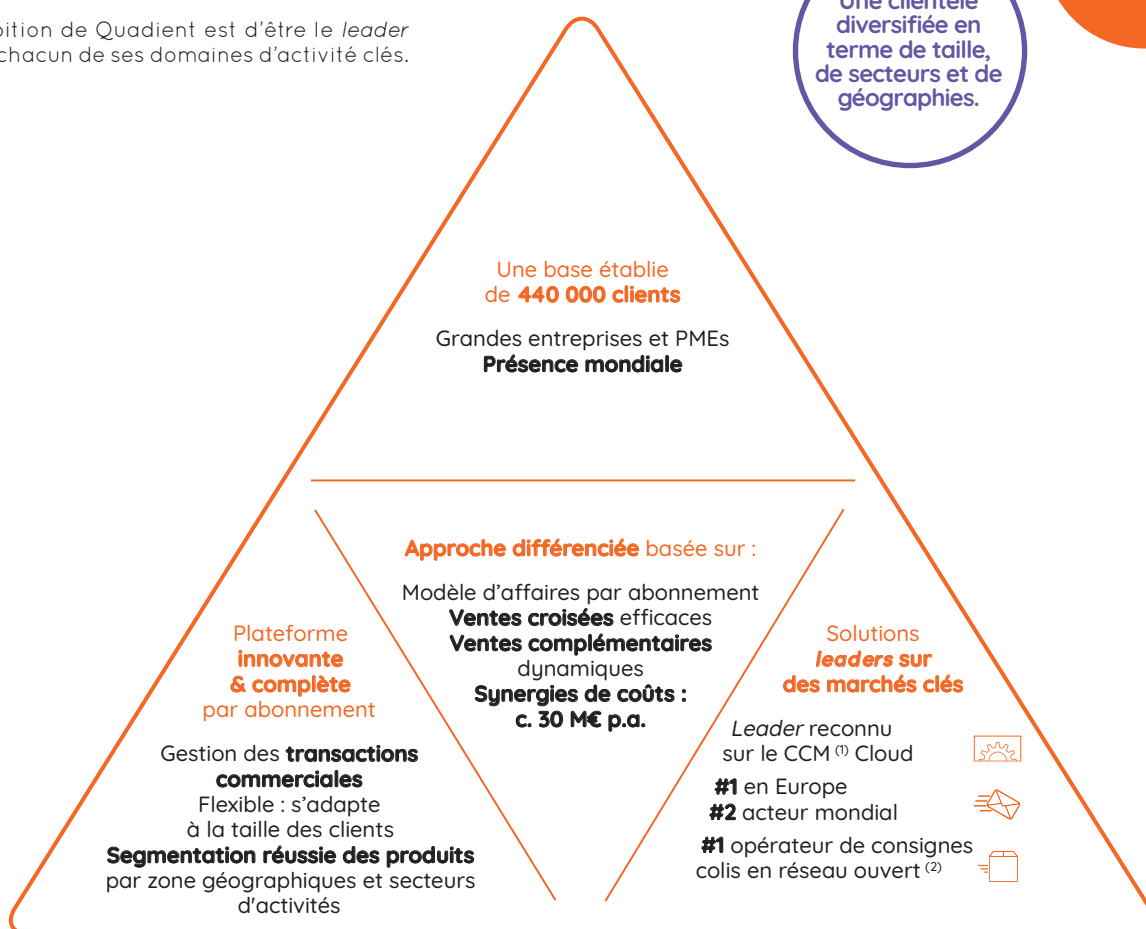 bition de Quadient est d’être le leader
chacun de ses domaines d’activité clés.
Une clientèle
diversifiée en
terme de taille,
de secteurs et de
géographies.
Une base établie
de 440 000 clients
Grandes entreprises et PMEs
Présence mondiale
Approche différenciée basée sur :
Modèle d’affaires par abonnement
Ventes croisées efficaces
Ventes complémentaires
dynamiques
Synergies de coûts :
c. 30 M€ p.a.
Plateforme
innovante
& complète
par abonnement
Gestion des transactions
commerciales
Flexible : s’adapte
à la taille des clients
Segmentation réussie des produits
par zone géographiques et secteurs
d'activités
Solutions
leaders sur
des marchés clés
Leader reconnu
sur le CCM (1) Cloud
#1 en Europe
#2 acteur mondial
#1 opérateur de consignes
colis en réseau ouvert (2)